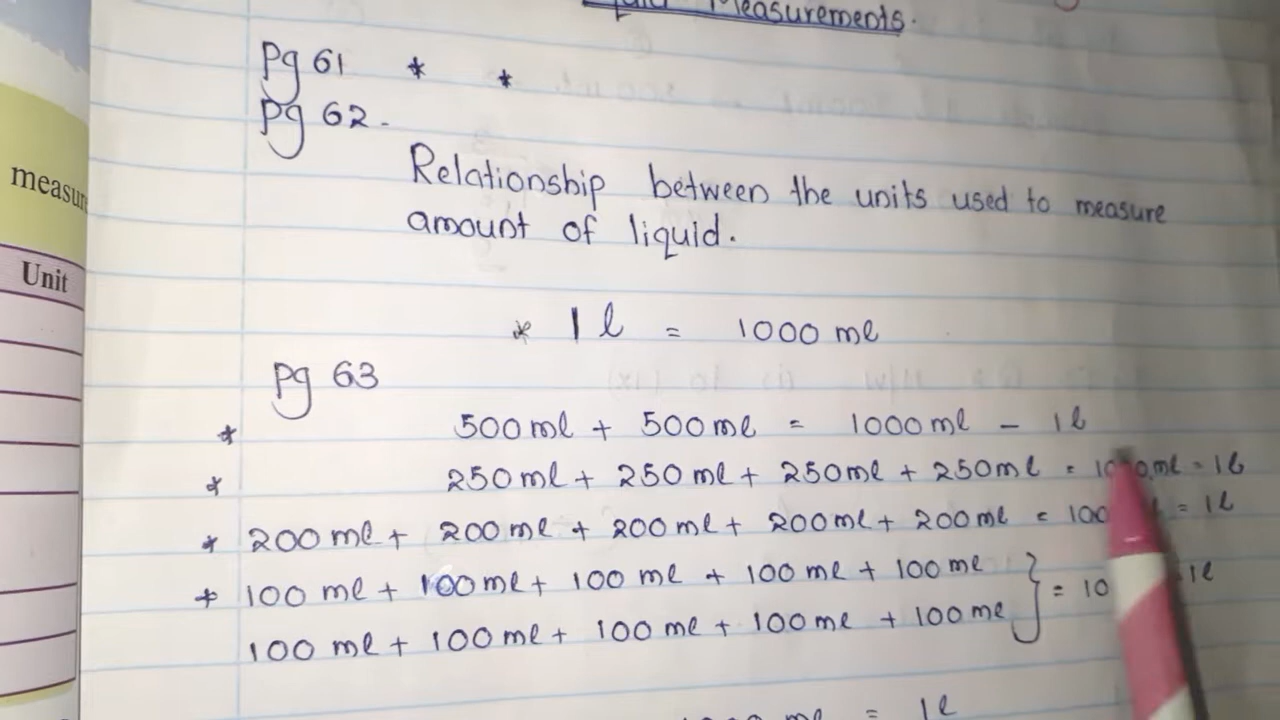 Measurements.
Pg 61 * *
Pg 62 -
measur
Relationship between the units used to measure
amount of liquid.
Unit
* 1 l = 1000 ml
Pg 63
* 500 ml + 500 ml = 1000 ml - 1 l
* 250 ml + 250 ml + 250 ml + 250 ml = ml = 1 l
* 200 ml + 200 ml + 200 ml + 200 ml + 200 ml = = 1 l
* 100 ml + 100 ml + 100 ml + 100 ml + 100 ml
} = 1 l
100 ml + 100 ml + 100 ml + 100 ml + 100 ml
ml = 1 l